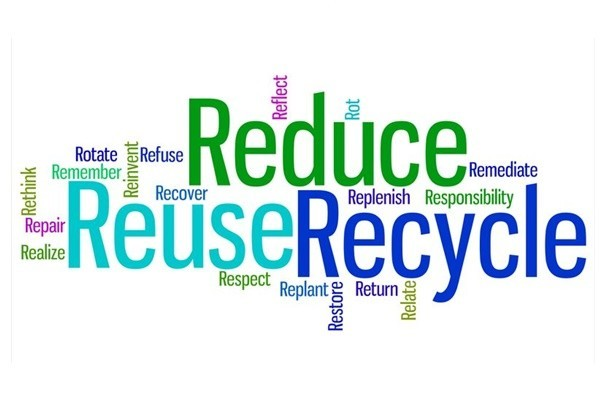 Reflect
Rot
Reduce
Rotate
Reinvent
Refuse
Remember
Remediate
Rethink
Recover
Replenish
Responsibility
Repair
Reuse
Recycle
Realize
Respect
Replant
Restore
Return
Relate